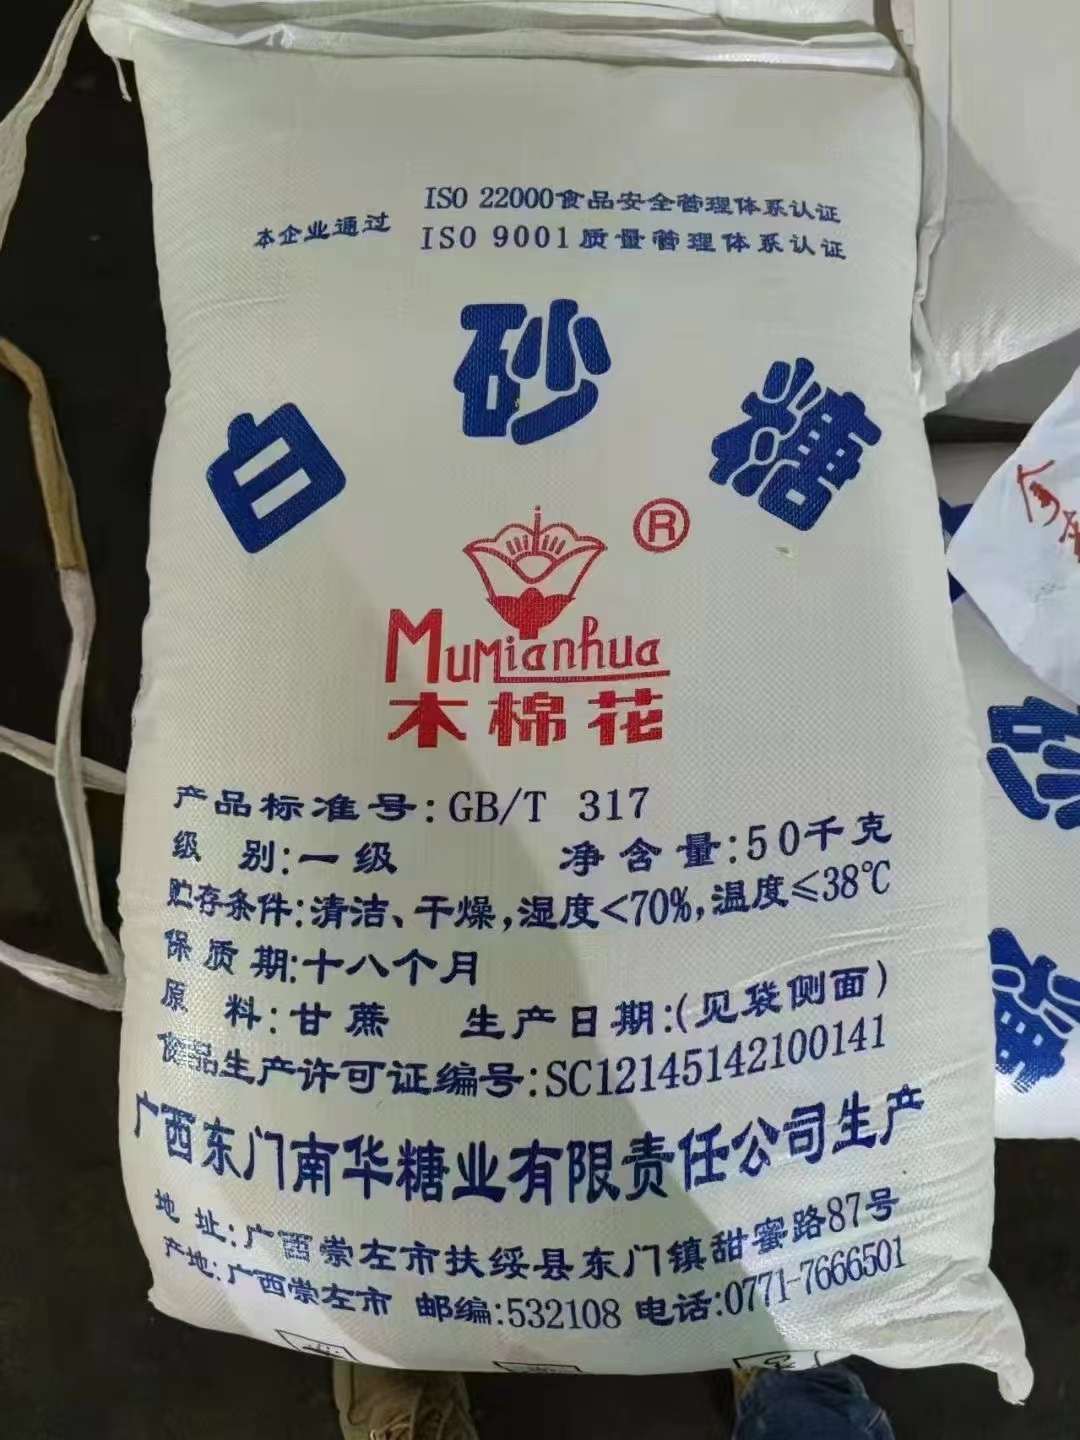 本企业通过
ISO 22000食品安全管理体系认证
ISO 9001质量管理体系认证
白砂糖
®
Mumianhua
木棉花
产品标准号:GB/T 317
级 别:一级 净含量:50千克
贮存条件:清洁、干燥,湿度<70%,温度≤38℃
保质期:十八个月
原 料:甘蔗 生产日期:(见袋侧面)
食品生产许可证编号:SC12145142100141
广西东门南华糖业有限责任公司生产
地 址:广西崇左市扶绥县东门镇甜蜜路87号
产地:广西崇左市 邮编:532108 电话:0771-7666501
砂
糖